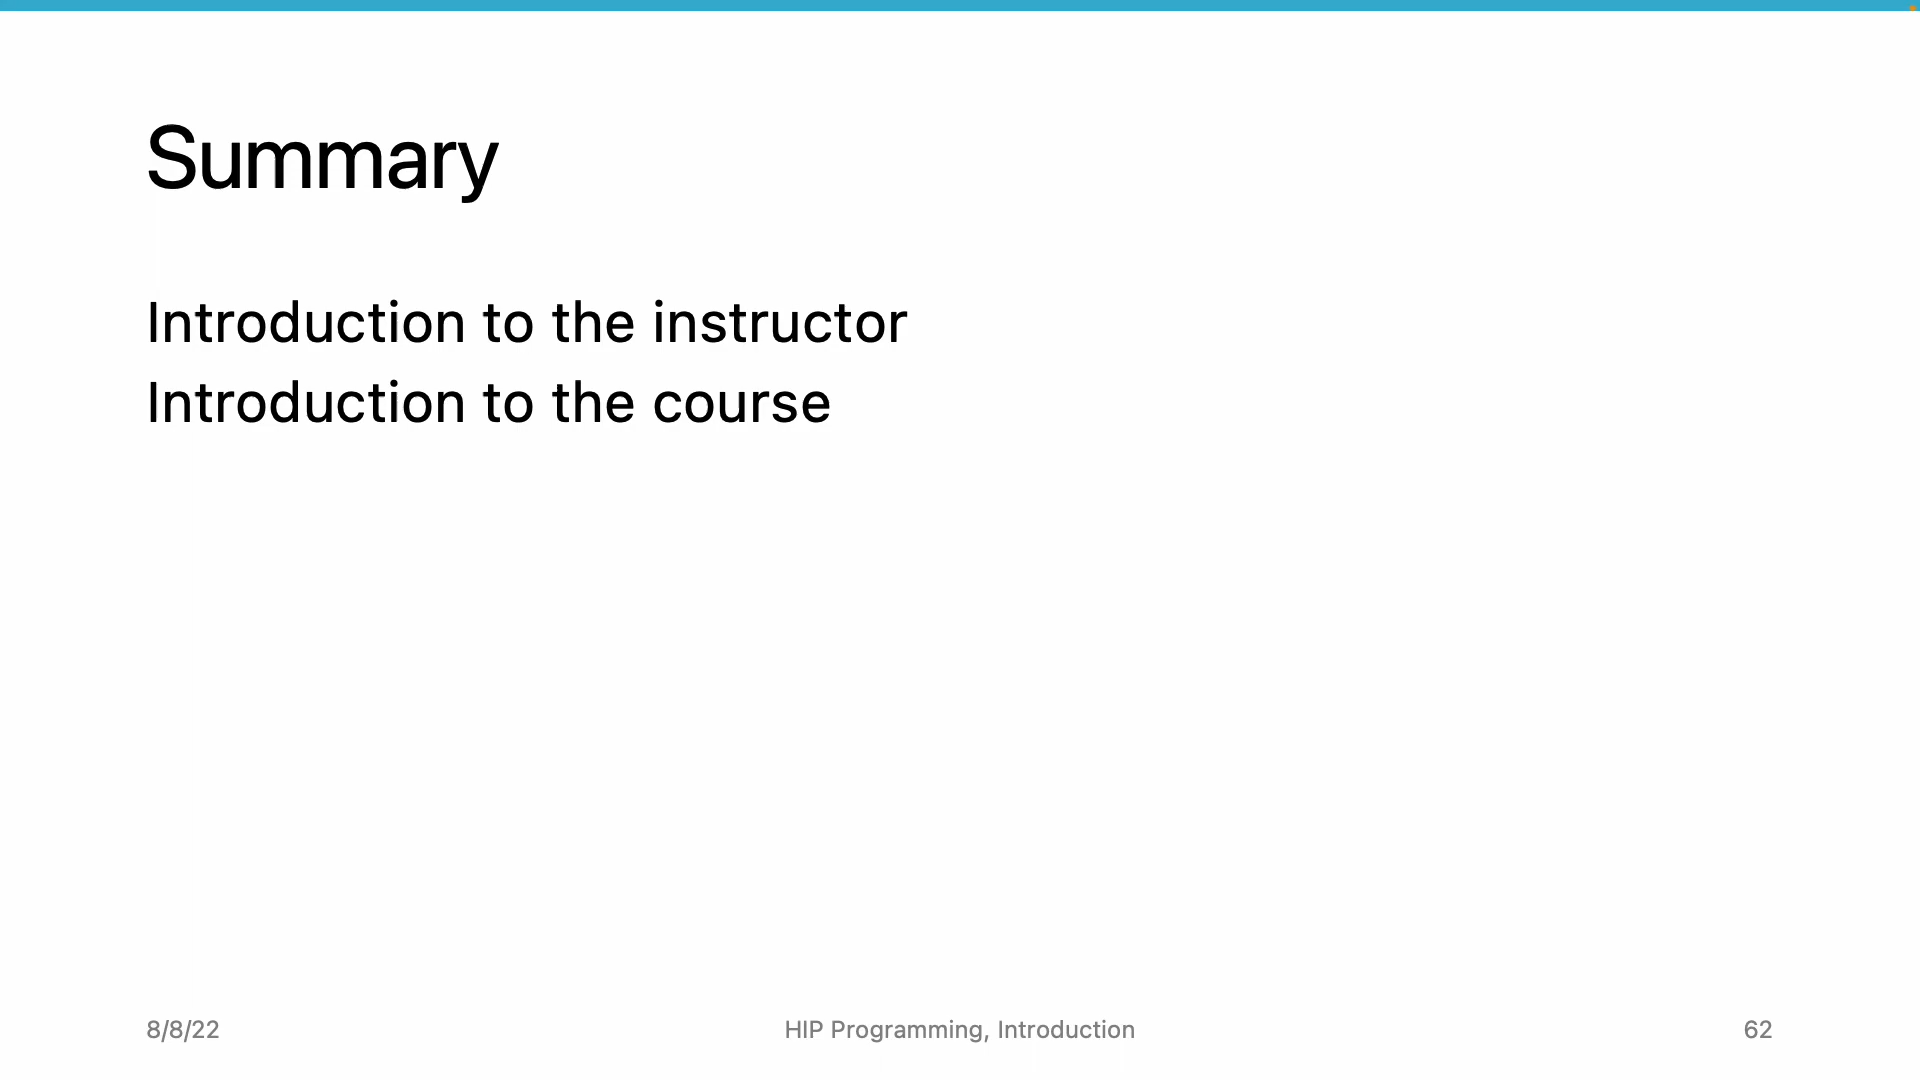 Summary
Introduction to the instructor
Introduction to the course
8/8/22
HIP Programming, Introduction
62